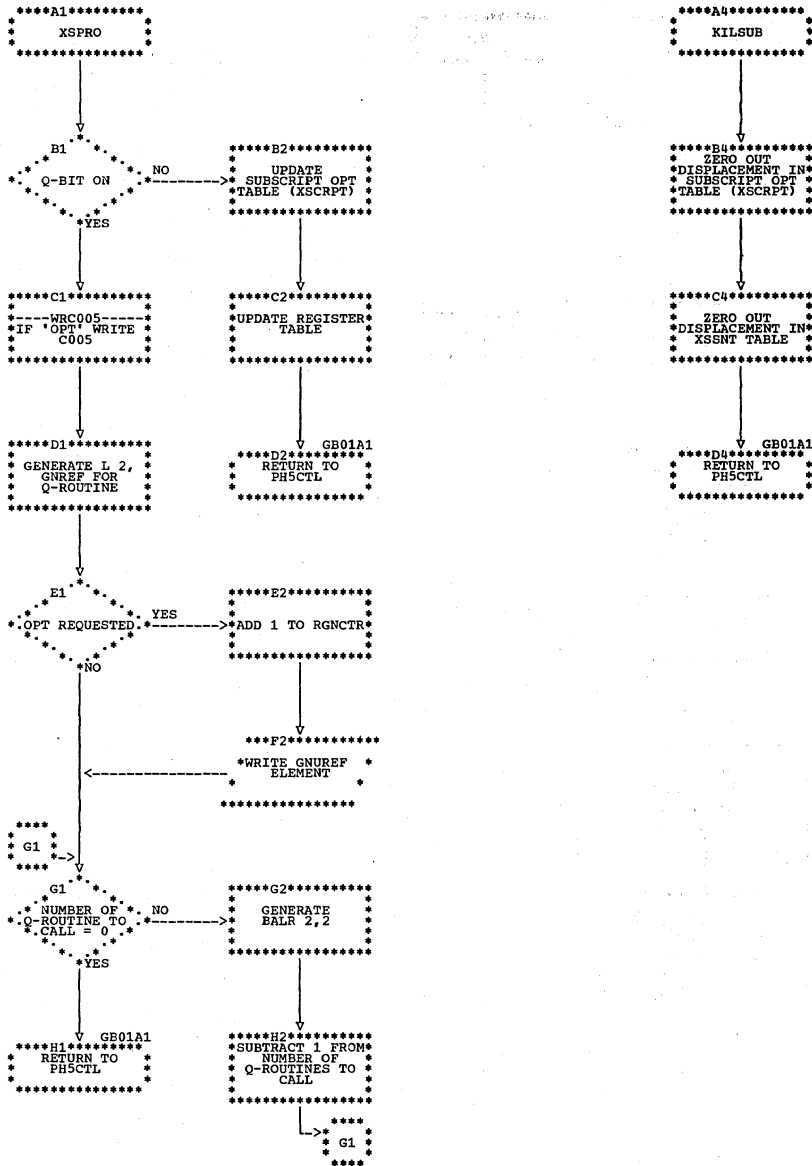 ****A1*********
XSPRO
****A4*********
KILSUB
B1
Q-BIT ON
NO
YES
*****B2**********
UPDATE
SUBSCRIPT OPT
TABLE (XSCRPT)
*****B4**********
ZERO OUT
DISPLACEMENT IN
SUBSCRIPT OPT
TABLE (XSCRPT)
*****C1**********
----WRC005-----
IF 'OPT' WRITE
C005
*****C2**********
UPDATE REGISTER
TABLE
*****C4**********
ZERO OUT
DISPLACEMENT IN
XSSNT TABLE
*****D1**********
GENERATE L 2,
GNREF FOR
Q-ROUTINE
GB01A1
****D2*********
RETURN TO
PH5CTL
GB01A1
****D4*********
RETURN TO
PH5CTL
E1
OPT REQUESTED
YES
NO
*****E2**********
ADD 1 TO RGNCTR
***F2***********
WRITE GNUREF
ELEMENT
G1
G1
NUMBER OF
Q-ROUTINE TO
CALL = 0
NO
YES
*****G2**********
GENERATE
BALR 2,2
GB01A1
****H1*********
RETURN TO
PH5CTL
*****H2**********
SUBTRACT 1 FROM
NUMBER OF
Q-ROUTINES TO
CALL
G1